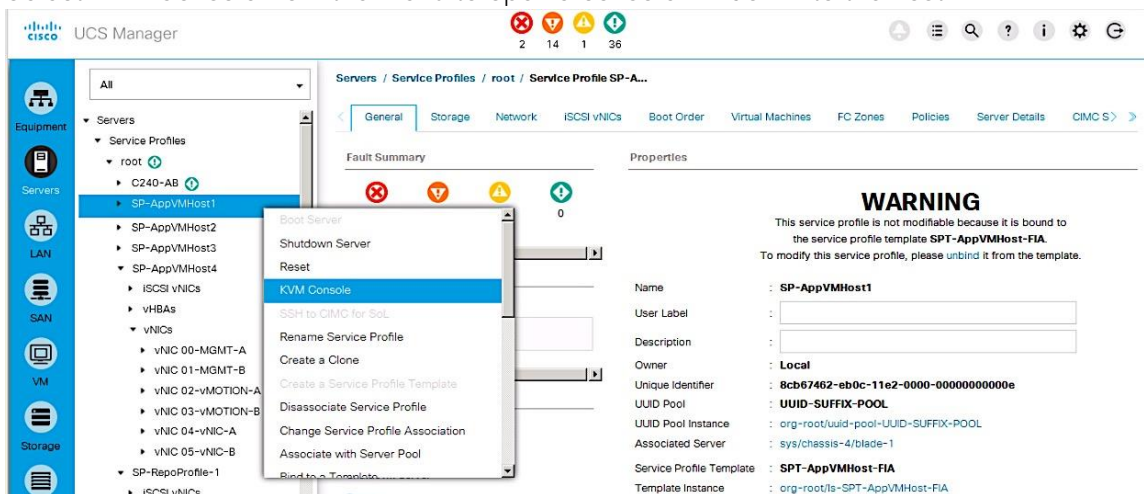 CISCO
UCS Manager
2 14 1 36
Equipment
Servers
LAN
SAN
VM
Storage
All
Servers
Service Profiles
root
C240-AB
SP-AppVMHost1
SP-AppVMHost2
SP-AppVMHost3
SP-AppVMHost4
iSCSI vNICs
vHBAs
vNICs
vNIC 00-MGMT-A
vNIC 01-MGMT-B
vNIC 02-vMOTION-A
vNIC 03-vMOTION-B
vNIC 04-vNIC-A
vNIC 05-vNIC-B
SP-RepoProfile-1
iSCSI vNICs
Boot Server
Shutdown Server
Reset
KVM Console
SSH to CIMC for SoL
Rename Service Profile
Create a Clone
Create a Service Profile Template
Disassociate Service Profile
Change Service Profile Association
Associate with Server Pool
Bind to a Template
Servers / Service Profiles / root / Service Profile SP-A...
General Storage Network iSCSI vNICs Boot Order Virtual Machines FC Zones Policies Server Details CIMC S
Fault Summary
0
Properties
WARNING
This service profile is not modifiable because it is bound to
the service profile template SPT-AppVMHost-FIA.
To modify this service profile, please unbind it from the template.
Name : SP-AppVMHost1
User Label :
Description :
Owner : Local
Unique Identifier : 8cb67462-eb0c-11e2-0000-00000000000e
UUID Pool : UUID-SUFFIX-POOL
UUID Pool Instance : org-root/uuid-pool-UUID-SUFFIX-POOL
Associated Server : sys/chassis-4/blade-1
Service Profile Template : SPT-AppVMHost-FIA
Template Instance : org-root/ls-SPT-AppVMHost-FIA